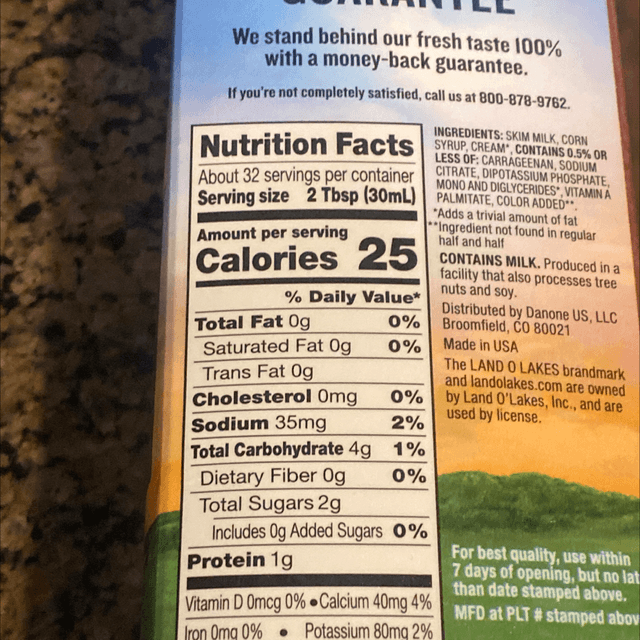 We stand behind our fresh taste 100%
with a money-back guarantee.
If you're not completely satisfied, call us at 800-878-9762.
Nutrition Facts
About 32 servings per container
Serving size 2 Tbsp (30mL)
Amount per serving
Calories 25
% Daily Value*
Total Fat 0g 0%
Saturated Fat 0g 0%
Trans Fat 0g
Cholesterol 0mg 0%
Sodium 35mg 2%
Total Carbohydrate 4g 1%
Dietary Fiber 0g 0%
Total Sugars 2g
Includes 0g Added Sugars 0%
Protein 1g
Vitamin D 0mcg 0% • Calcium 40mg 4%
Iron 0mg 0% • Potassium 80mg 2%
INGREDIENTS: SKIM MILK, CORN
SYRUP, CREAM*, CONTAINS 0.5% OR
LESS OF: CARRAGEENAN, SODIUM
CITRATE, DIPOTASSIUM PHOSPHATE,
MONO AND DIGLYCERIDES*, VITAMIN A
PALMITATE, COLOR ADDED**.
*Adds a trivial amount of fat
**Ingredient not found in regular
half and half
CONTAINS MILK. Produced in a
facility that also processes tree
nuts and soy.
Distributed by Danone US, LLC
Broomfield, CO 80021
Made in USA
The LAND O LAKES brandmark
and landolakes.com are owned
by Land O'Lakes, Inc., and are
used by license.
For best quality, use within
7 days of opening, but no lat
than date stamped above.
MFD at PLT # stamped abov